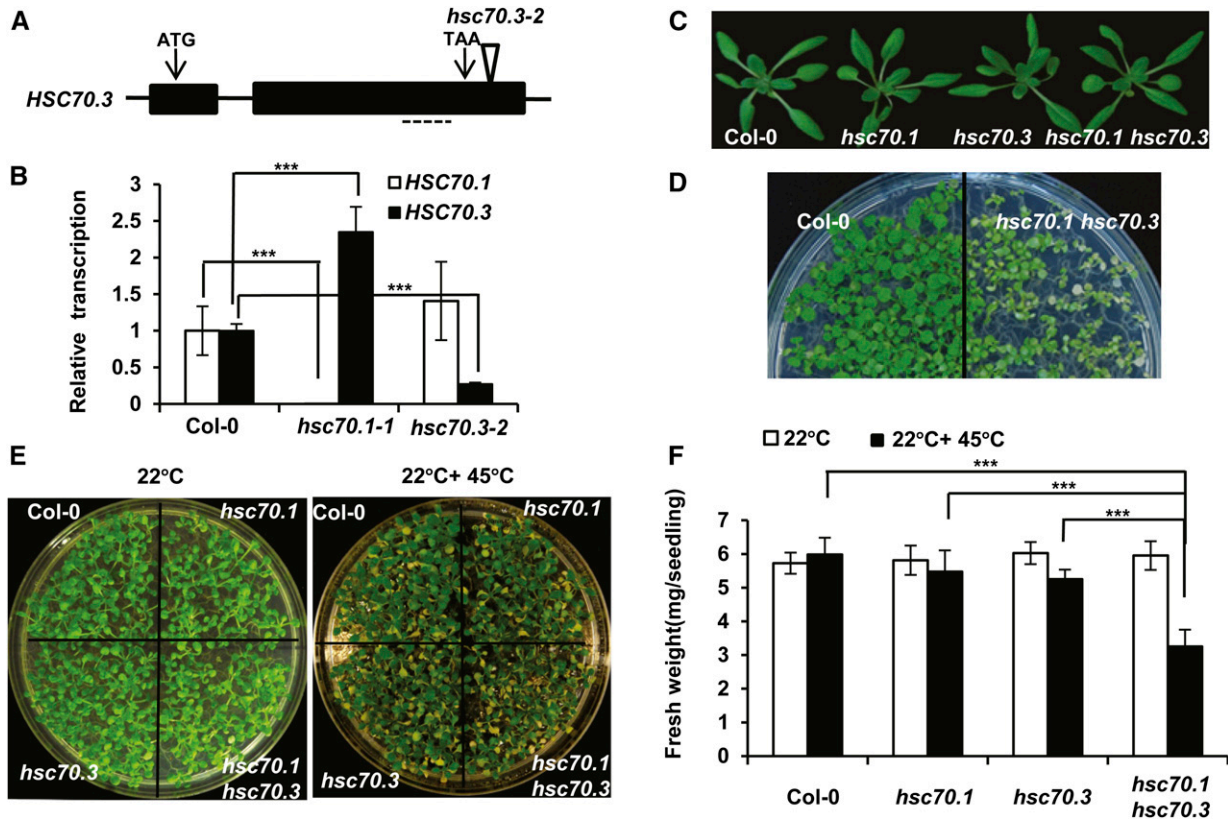 A
hsc70.3-2
ATG
TAA
HSC70.3
B
***
HSC70.1
HSC70.3
***
***
Relative transcription
3
2.5
2
1.5
1
0.5
0
Col-0
hsc70.1-1
hsc70.3-2
C
Col-0
hsc70.1
hsc70.3
hsc70.1 hsc70.3
D
Col-0
hsc70.1 hsc70.3
E
22°C
22°C+ 45°C
Col-0
hsc70.1
hsc70.3
hsc70.1
hsc70.3
Col-0
hsc70.1
hsc70.3
hsc70.1
hsc70.3
F
22°C
22°C+ 45°C
***
***
***
Fresh weight(mg/seedling)
7
6
5
4
3
2
1
0
Col-0
hsc70.1
hsc70.3
hsc70.1
hsc70.3